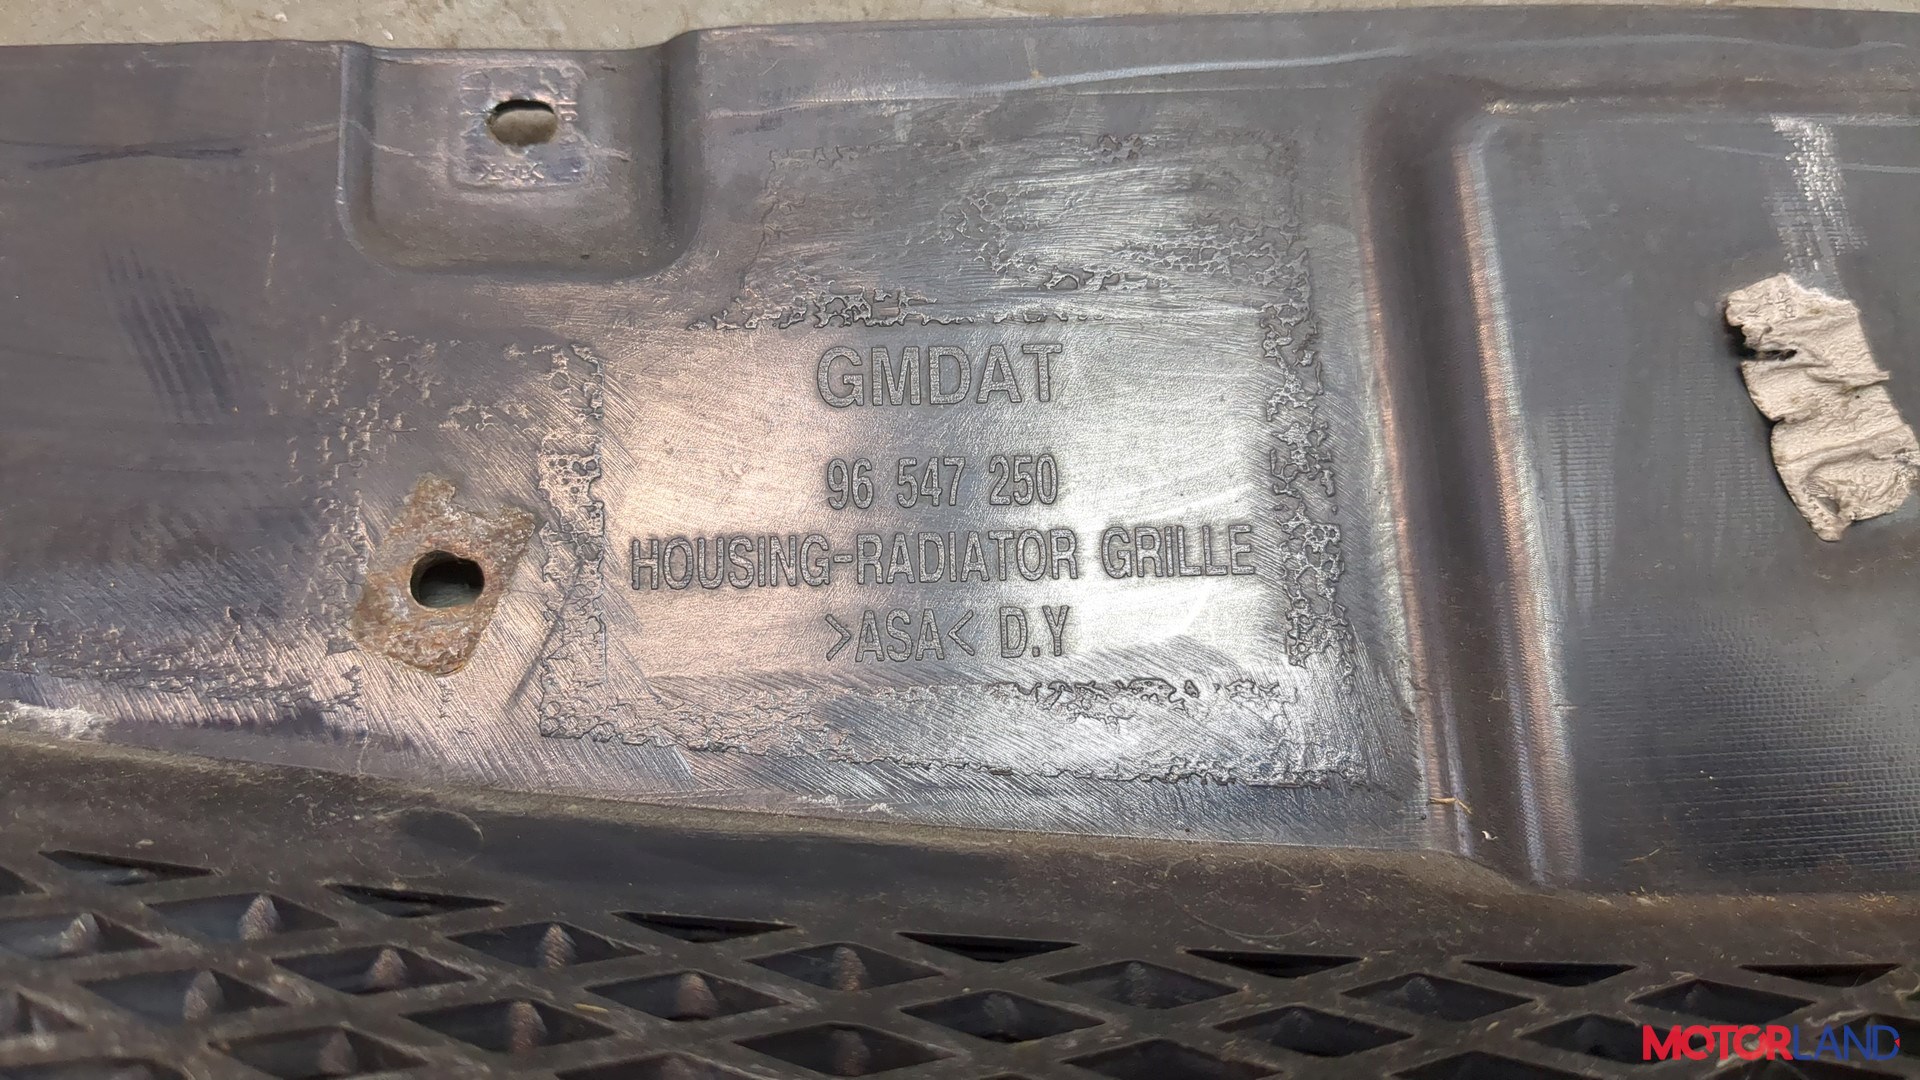 GMDAT
96 547 250
HOUSING-RADIATOR GRILLE
>ASA< D.Y
MOTORLAND